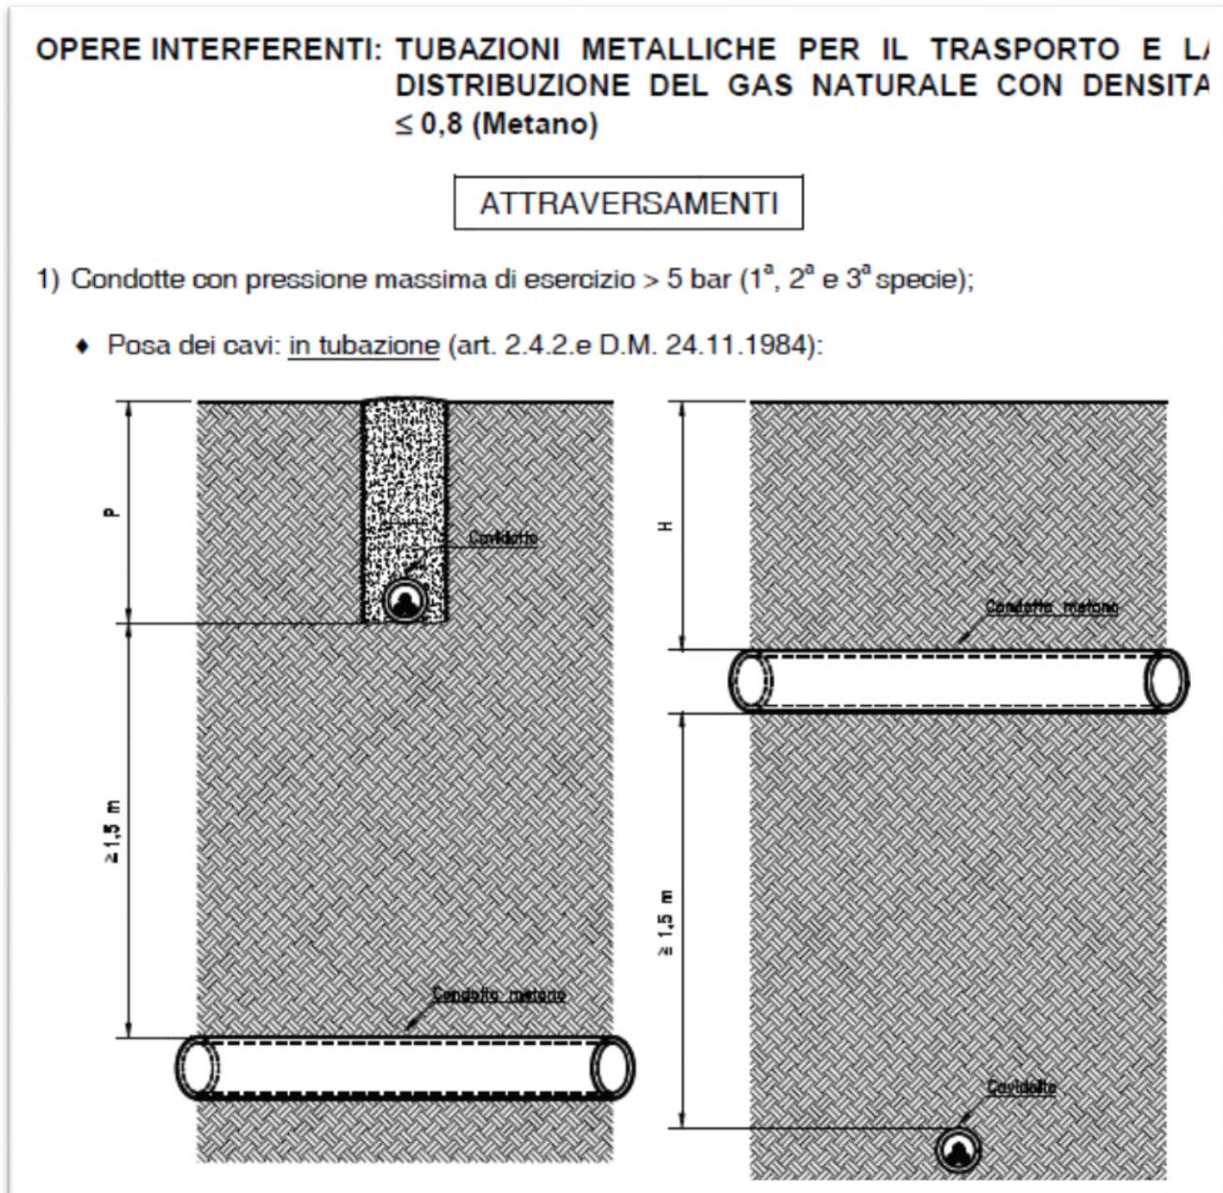 OPERE INTERFERENTI: TUBAZIONI METALLICHE PER IL TRASPORTO E LA
DISTRIBUZIONE DEL GAS NATURALE CON DENSITA
≤ 0,8 (Metano)
ATTRAVERSAMENTI
1) Condotte con pressione massima di esercizio > 5 bar (1ª, 2ª e 3ª specie);
♦ Posa dei cavi: in tubazione (art. 2.4.2.e D.M. 24.11.1984):
P
Cavidotto
≥ 1,5 m
Condotta metano
H
Condotta metano
≥ 1,5 m
Cavidotto